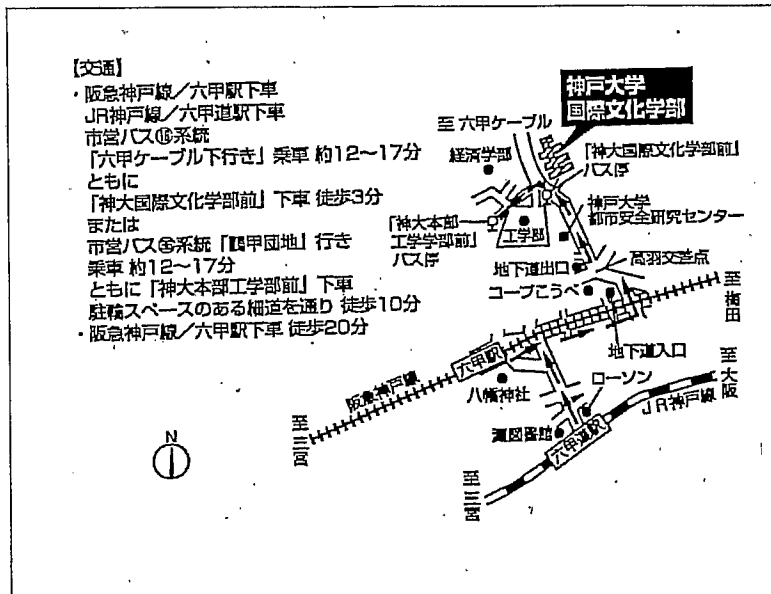 【交通】
・阪急神戸線/六甲駅下車
JR神戸線/六甲道駅下車
市営バス⑯系統
「六甲ケーブル下行き」乗車 約12〜17分
ともに
「神大国際文化学部前」下車 徒歩3分
または
市営バス㊱系統「鶴甲団地」行き
乗車 約12〜17分
ともに「神大本部工学部前」下車
駐輪スペースのある細道を通り 徒歩10分
・阪急神戸線/六甲駅下車 徒歩20分
神戸大学
国際文化学部
至 六甲ケーブル
経済学部
「神大国際文化学部前」
バス停
神戸大学
都市安全研究センター
「神大本部
工学学部前」
バス停
工学部
地下道出口
高羽交差点
コープこうべ
至梅田
地下道入口
六甲駅
阪急神戸線
八幡神社
ローソン
至大阪
JR神戸線
灘図書館
六甲道駅
至三宮
至三宮
N